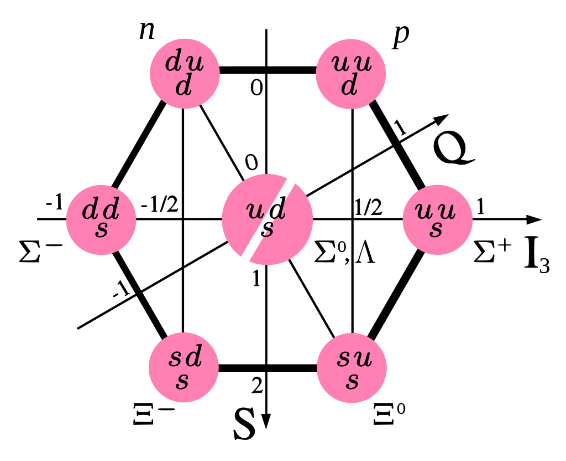 n p
d u u u
d d
0
1
Q
0
-1 -1/2 1/2 1
d d u d u u
s s s
Σ⁻ Σ⁰,Λ Σ⁺ I₃
1
-1
s d s u
s s
2
Ξ⁻ Ξ⁰
S